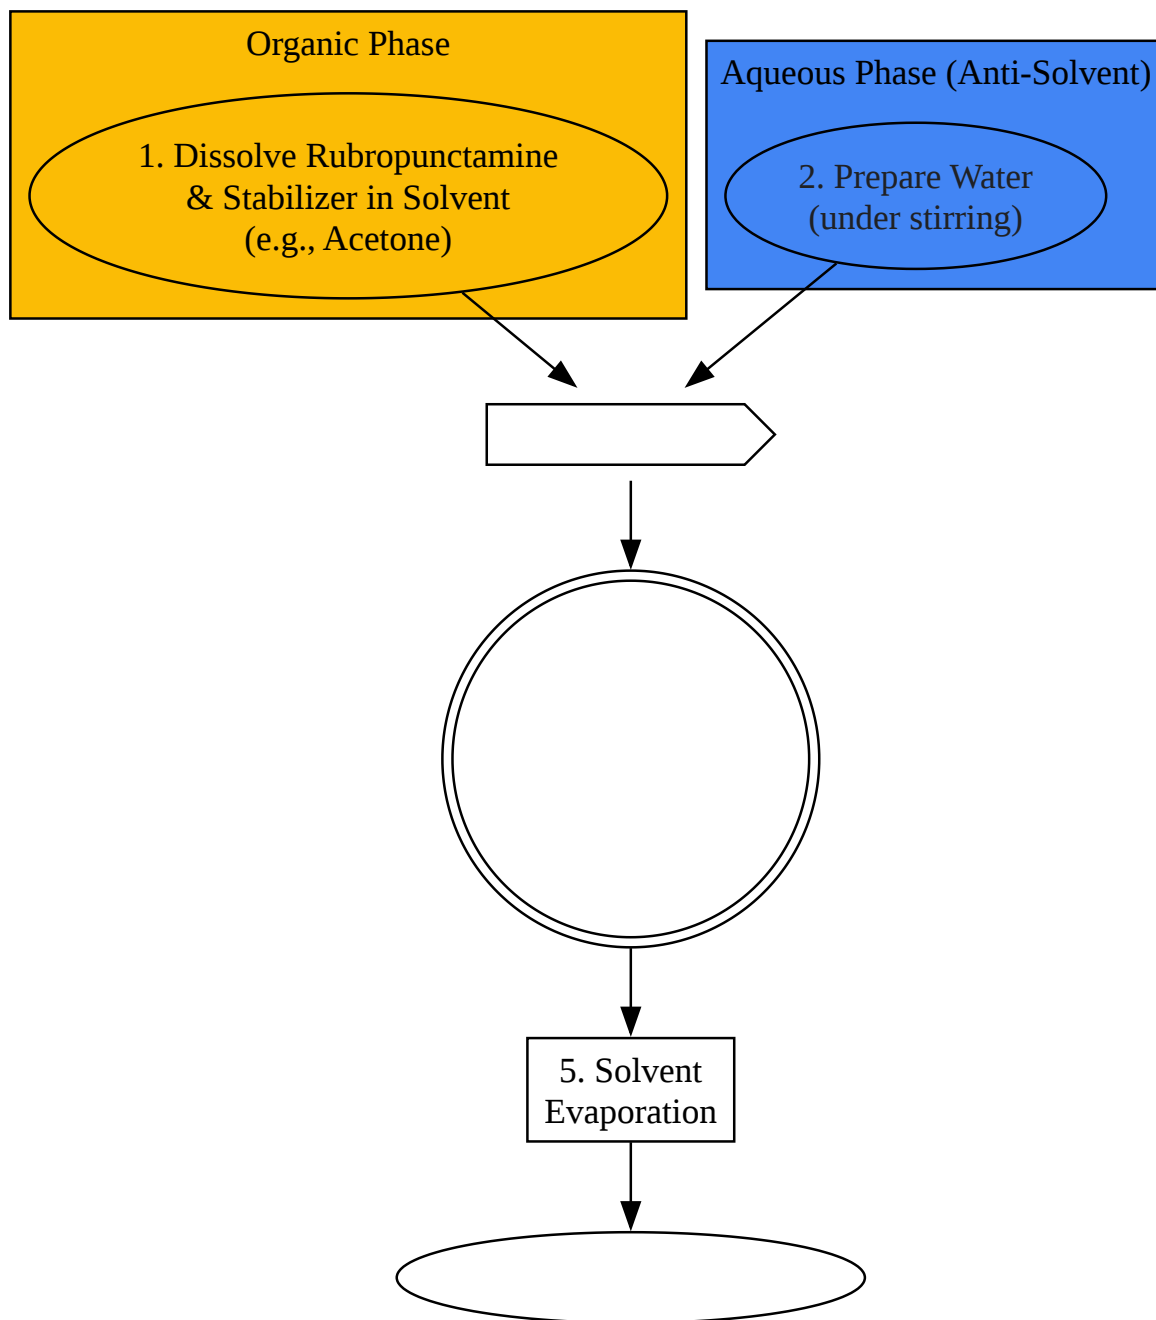 Organic Phase
1. Dissolve Rubropunctamine
& Stabilizer in Solvent
(e.g., Acetone)
Aqueous Phase (Anti-Solvent)
2. Prepare Water
(under stirring)
5. Solvent
Evaporation